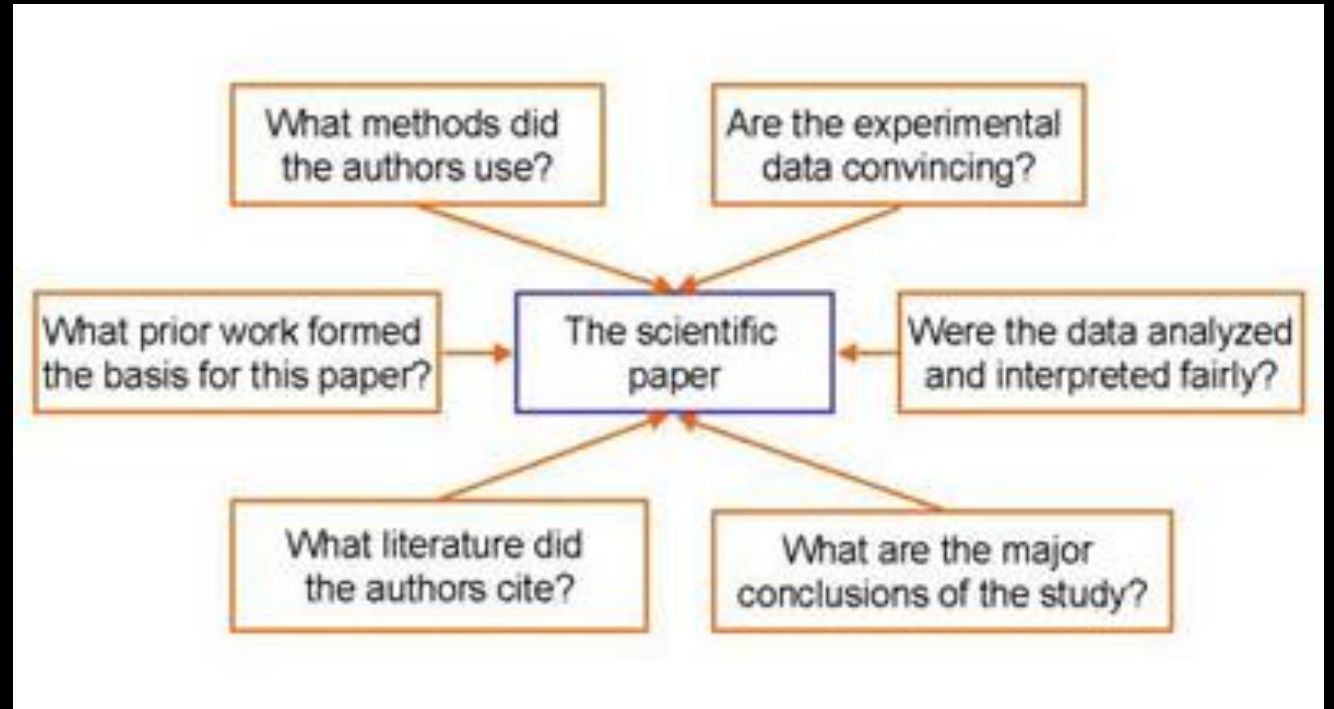 What methods did
the authors use?
Are the experimental
data convincing?
What prior work formed
the basis for this paper?
The scientific
paper
Were the data analyzed
and interpreted fairly?
What literature did
the authors cite?
What are the major
conclusions of the study?